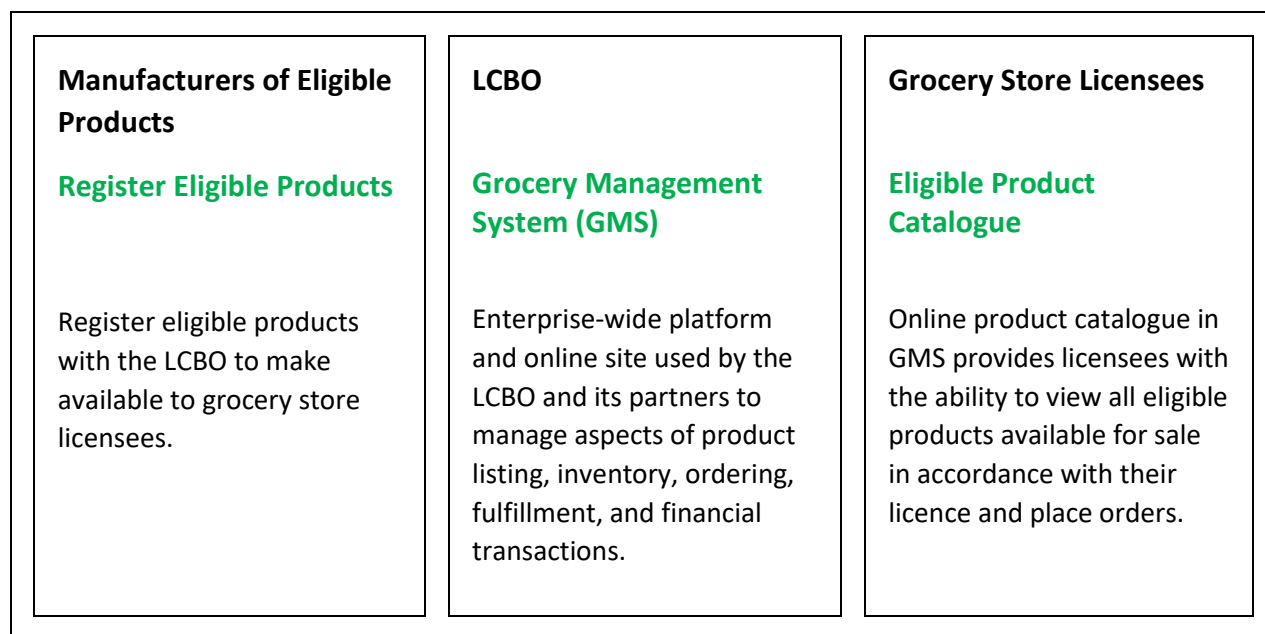 Manufacturers of Eligible
Products
Register Eligible Products
Register eligible products
with the LCBO to make
available to grocery store
licensees.
LCBO
Grocery Management
System (GMS)
Enterprise-wide platform
and online site used by the
LCBO and its partners to
manage aspects of product
listing, inventory, ordering,
fulfillment, and financial
transactions.
Grocery Store Licensees
Eligible Product
Catalogue
Online product catalogue in
GMS provides licensees with
the ability to view all eligible
products available for sale
in accordance with their
licence and place orders.